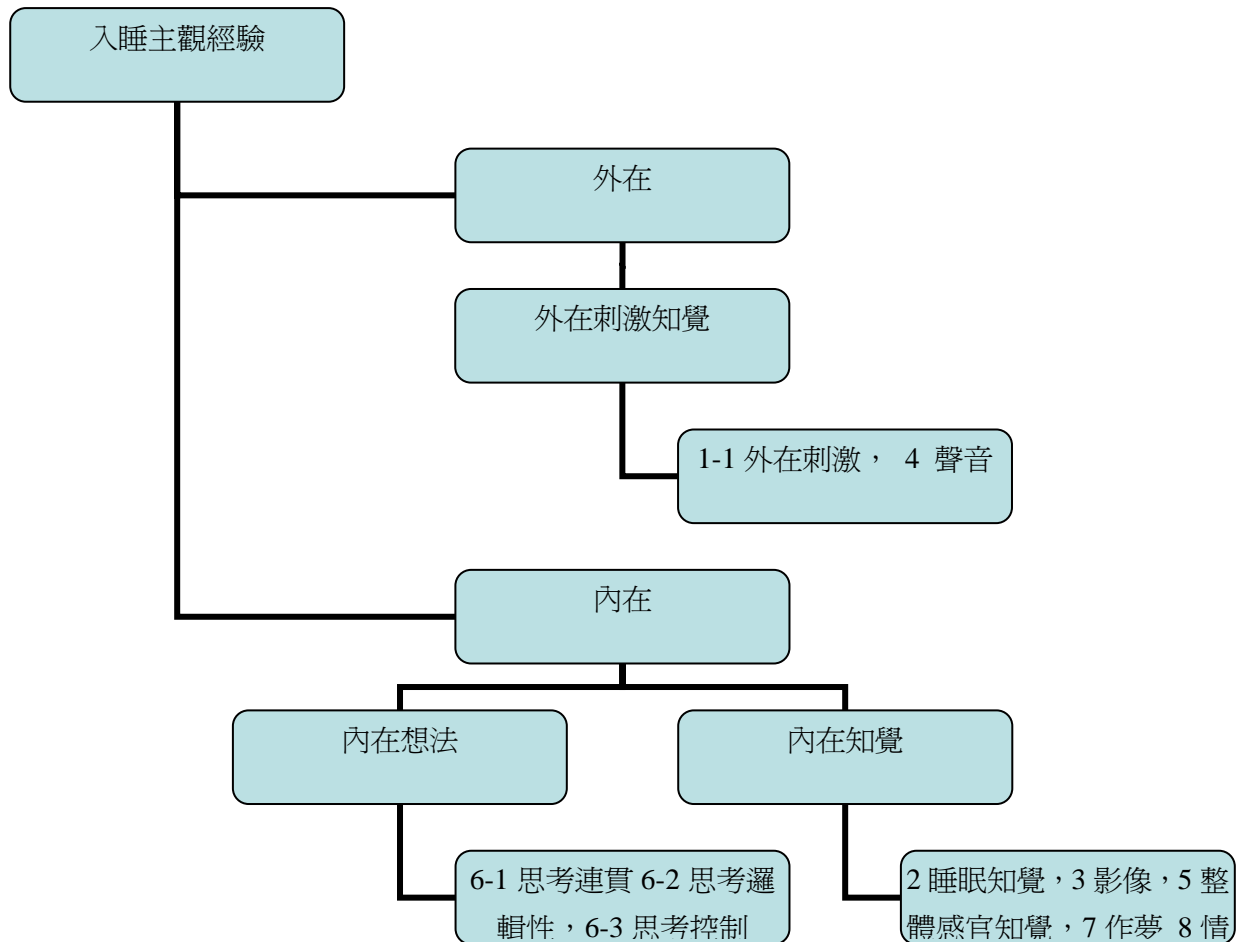 入睡主觀經驗
外在
外在刺激知覺
1-1 外在刺激， 4 聲音
內在
內在想法
內在知覺
6-1 思考連貫 6-2 思考邏
輯性，6-3 思考控制
2 睡眠知覺，3 影像，5 整
體感官知覺，7 作夢 8 情